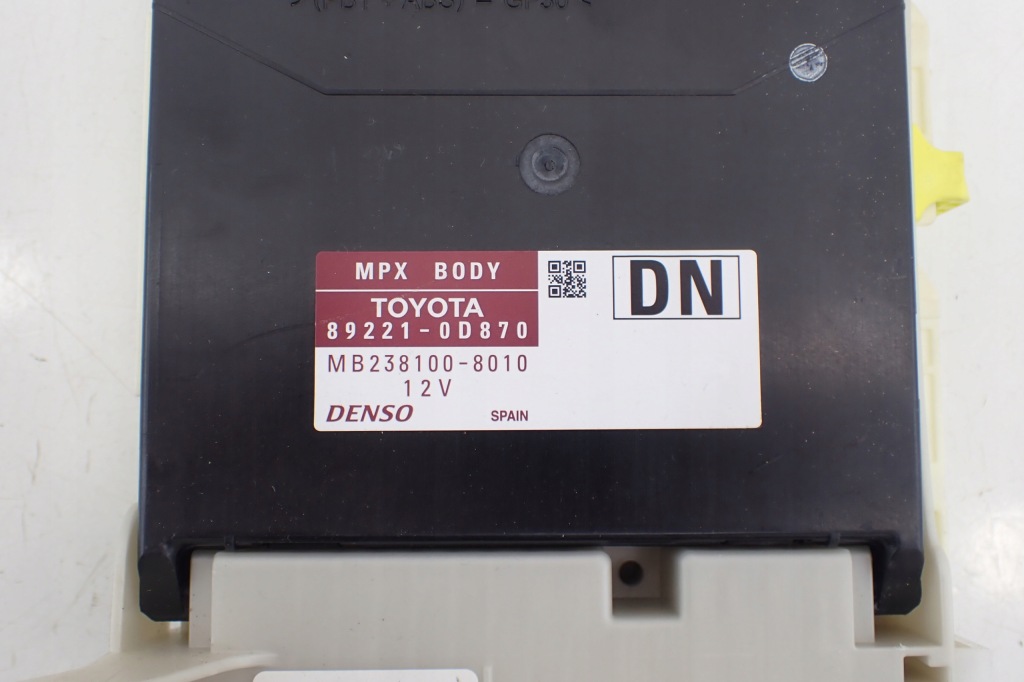 MPX BODY
TOYOTA
89221-0D870
MB238100-8010
12V
DENSO
SPAIN
DN